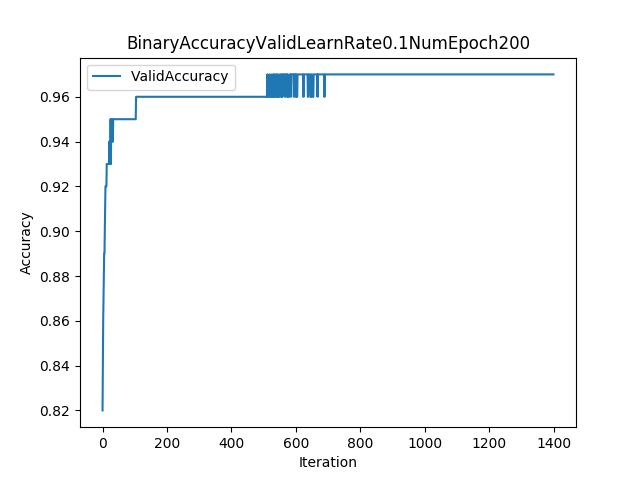 BinaryAccuracyValidLearnRate0.1NumEpoch200
ValidAccuracy
0.96
0.94
0.92
0.90
0.88
0.86
0.84
0.82
Accuracy
0 200 400 600 800 1000 1200 1400
Iteration